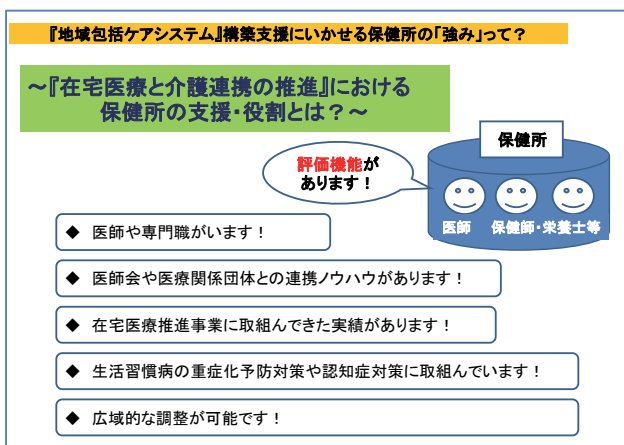 『地域包括ケアシステム』構築支援にいかせる保健所の「強み」って？
～『在宅医療と介護連携の推進』における
保健所の支援・役割とは？～
保健所
評価機能が
あります！
医師 保健師・栄養士等
◆ 医師や専門職がいます！
◆ 医師会や医療関係団体との連携ノウハウがあります！
◆ 在宅医療推進事業に取組んできた実績があります！
◆ 生活習慣病の重症化予防対策や認知症対策に取組んでいます！
◆ 広域的な調整が可能です！